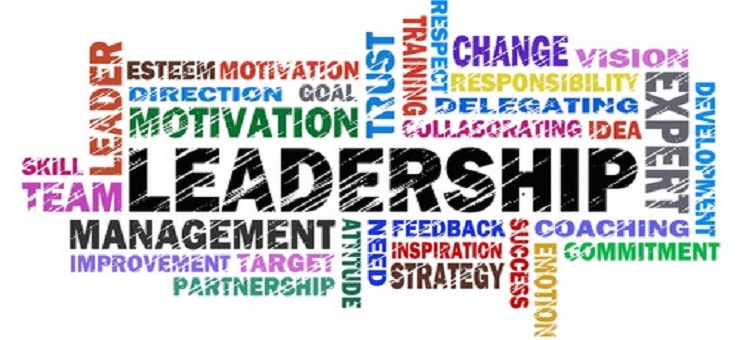 LEADER
ESTEEM MOTIVATION
DIRECTION GOAL
MOTIVATION
TRUST
TRAINING
RESPECT
CHANGE VISION
RESPONSIBILITY
DELEGATING
COLLABORATING IDEA
EXPERT
DEVELOPMENT
SKILL
TEAM
LEADERSHIP
MANAGEMENT
IMPROVEMENT TARGET
PARTNERSHIP
ATTITUDE
NEED
FEEDBACK
INSPIRATION
STRATEGY
SUCCESS
COACHING
EMOTION
COMMITMENT